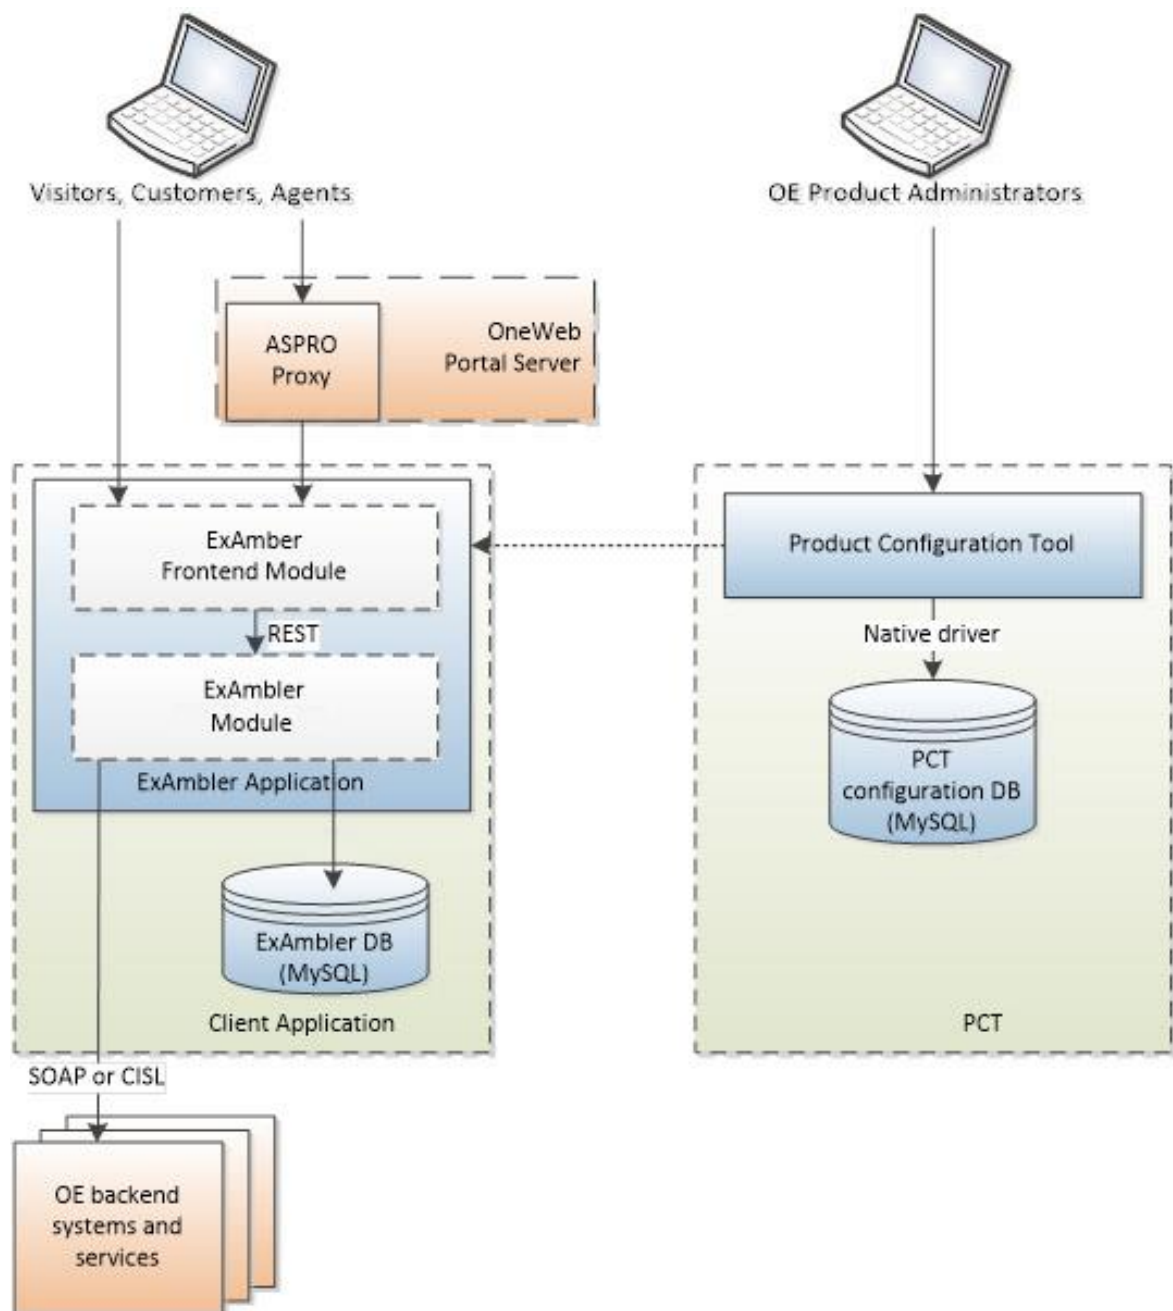 Visitors, Customers, Agents
OE Product Administrators
ASPRO
Proxy
OneWeb
Portal Server
ExAmber
Frontend Module
REST
ExAmbler
Module
ExAmbler Application
ExAmbler DB
(MySQL)
Client Application
Product Configuration Tool
Native driver
PCT
configuration DB
(MySQL)
PCT
SOAP or CISL
OE backend
systems and
services